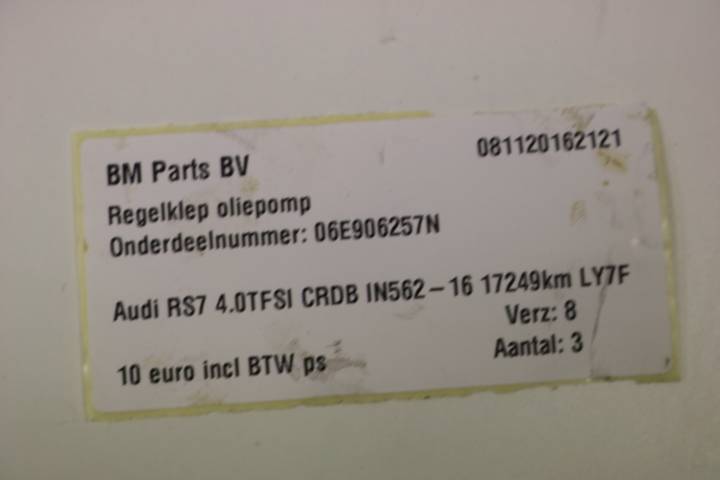 BM Parts BV 081120162121
Regelklep oliepomp
Onderdeelnummer: 06E906257N
Audi RS7 4.0TFSI CRDB IN562-16 17249km LY7F
Verz: 8
10 euro incl BTW ps Aantal: 3